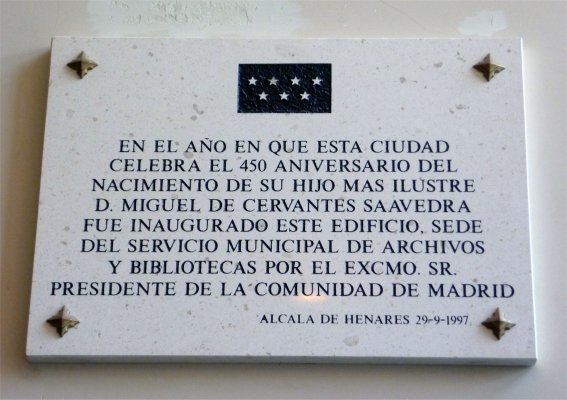 EN EL AÑO EN QUE ESTA CIUDAD
CELEBRA EL 450 ANIVERSARIO DEL
NACIMIENTO DE SU HIJO MAS ILUSTRE
D. MIGUEL DE CERVANTES SAAVEDRA
FUE INAUGURADO ESTE EDIFICIO, SEDE
DEL SERVICIO MUNICIPAL DE ARCHIVOS
Y BIBLIOTECAS POR EL EXCMO. SR.
PRESIDENTE DE LA COMUNIDAD DE MADRID
ALCALA DE HENARES 29-9-1997.